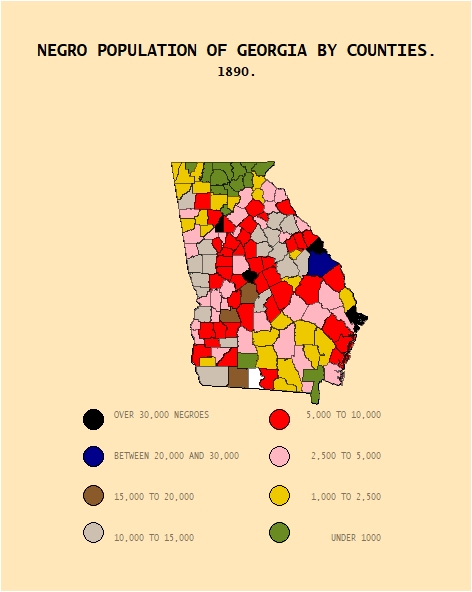 NEGRO POPULATION OF GEORGIA BY COUNTIES.
1890.
OVER 30,000 NEGROES
5,000 TO 10,000
BETWEEN 20,000 AND 30,000
2,500 TO 5,000
15,000 TO 20,000
1,000 TO 2,500
10,000 TO 15,000
UNDER 1000